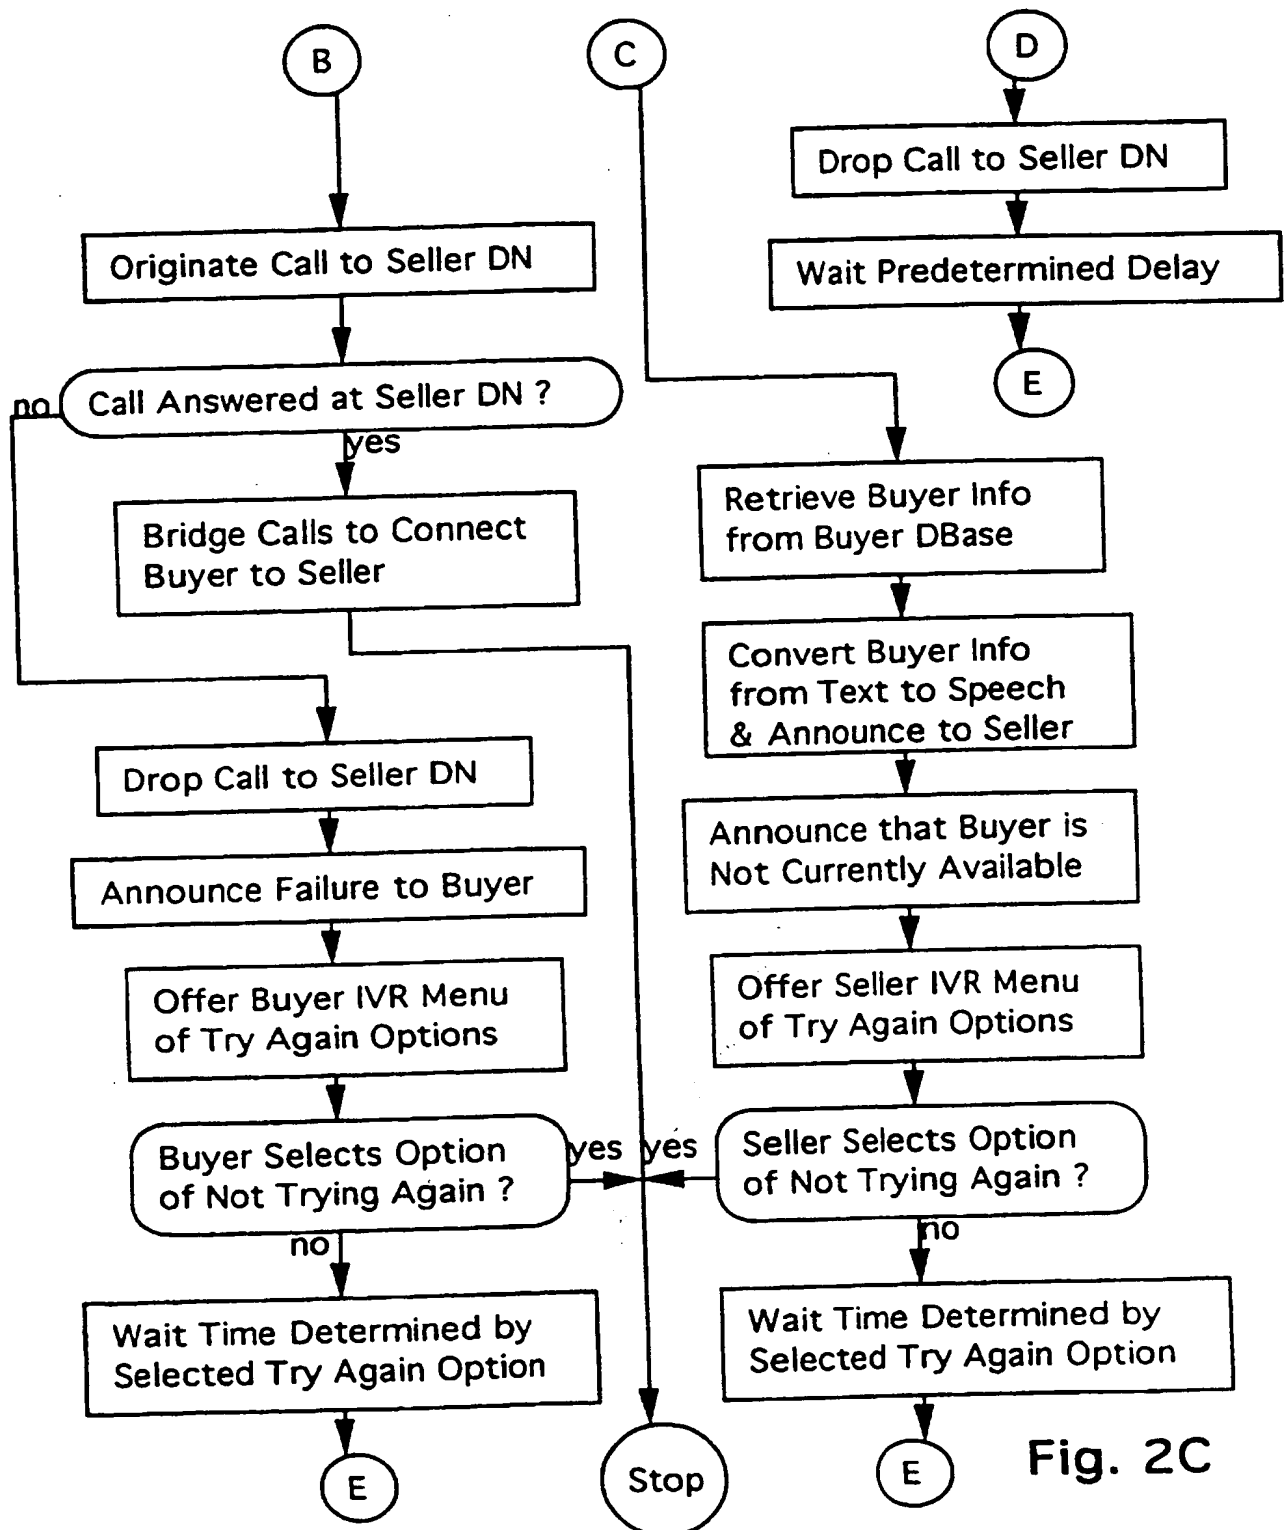 B
Originate Call to Seller DN
Call Answered at Seller DN ?
no
yes
Bridge Calls to Connect
Buyer to Seller
Drop Call to Seller DN
Announce Failure to Buyer
Offer Buyer IVR Menu
of Try Again Options
Buyer Selects Option
of Not Trying Again ?
yes
no
Wait Time Determined by
Selected Try Again Option
E
C
Retrieve Buyer Info
from Buyer DBase
Convert Buyer Info
from Text to Speech
& Announce to Seller
Announce that Buyer is
Not Currently Available
Offer Seller IVR Menu
of Try Again Options
Seller Selects Option
of Not Trying Again ?
yes
no
Wait Time Determined by
Selected Try Again Option
E
Stop
D
Drop Call to Seller DN
Wait Predetermined Delay
E
Fig. 2C